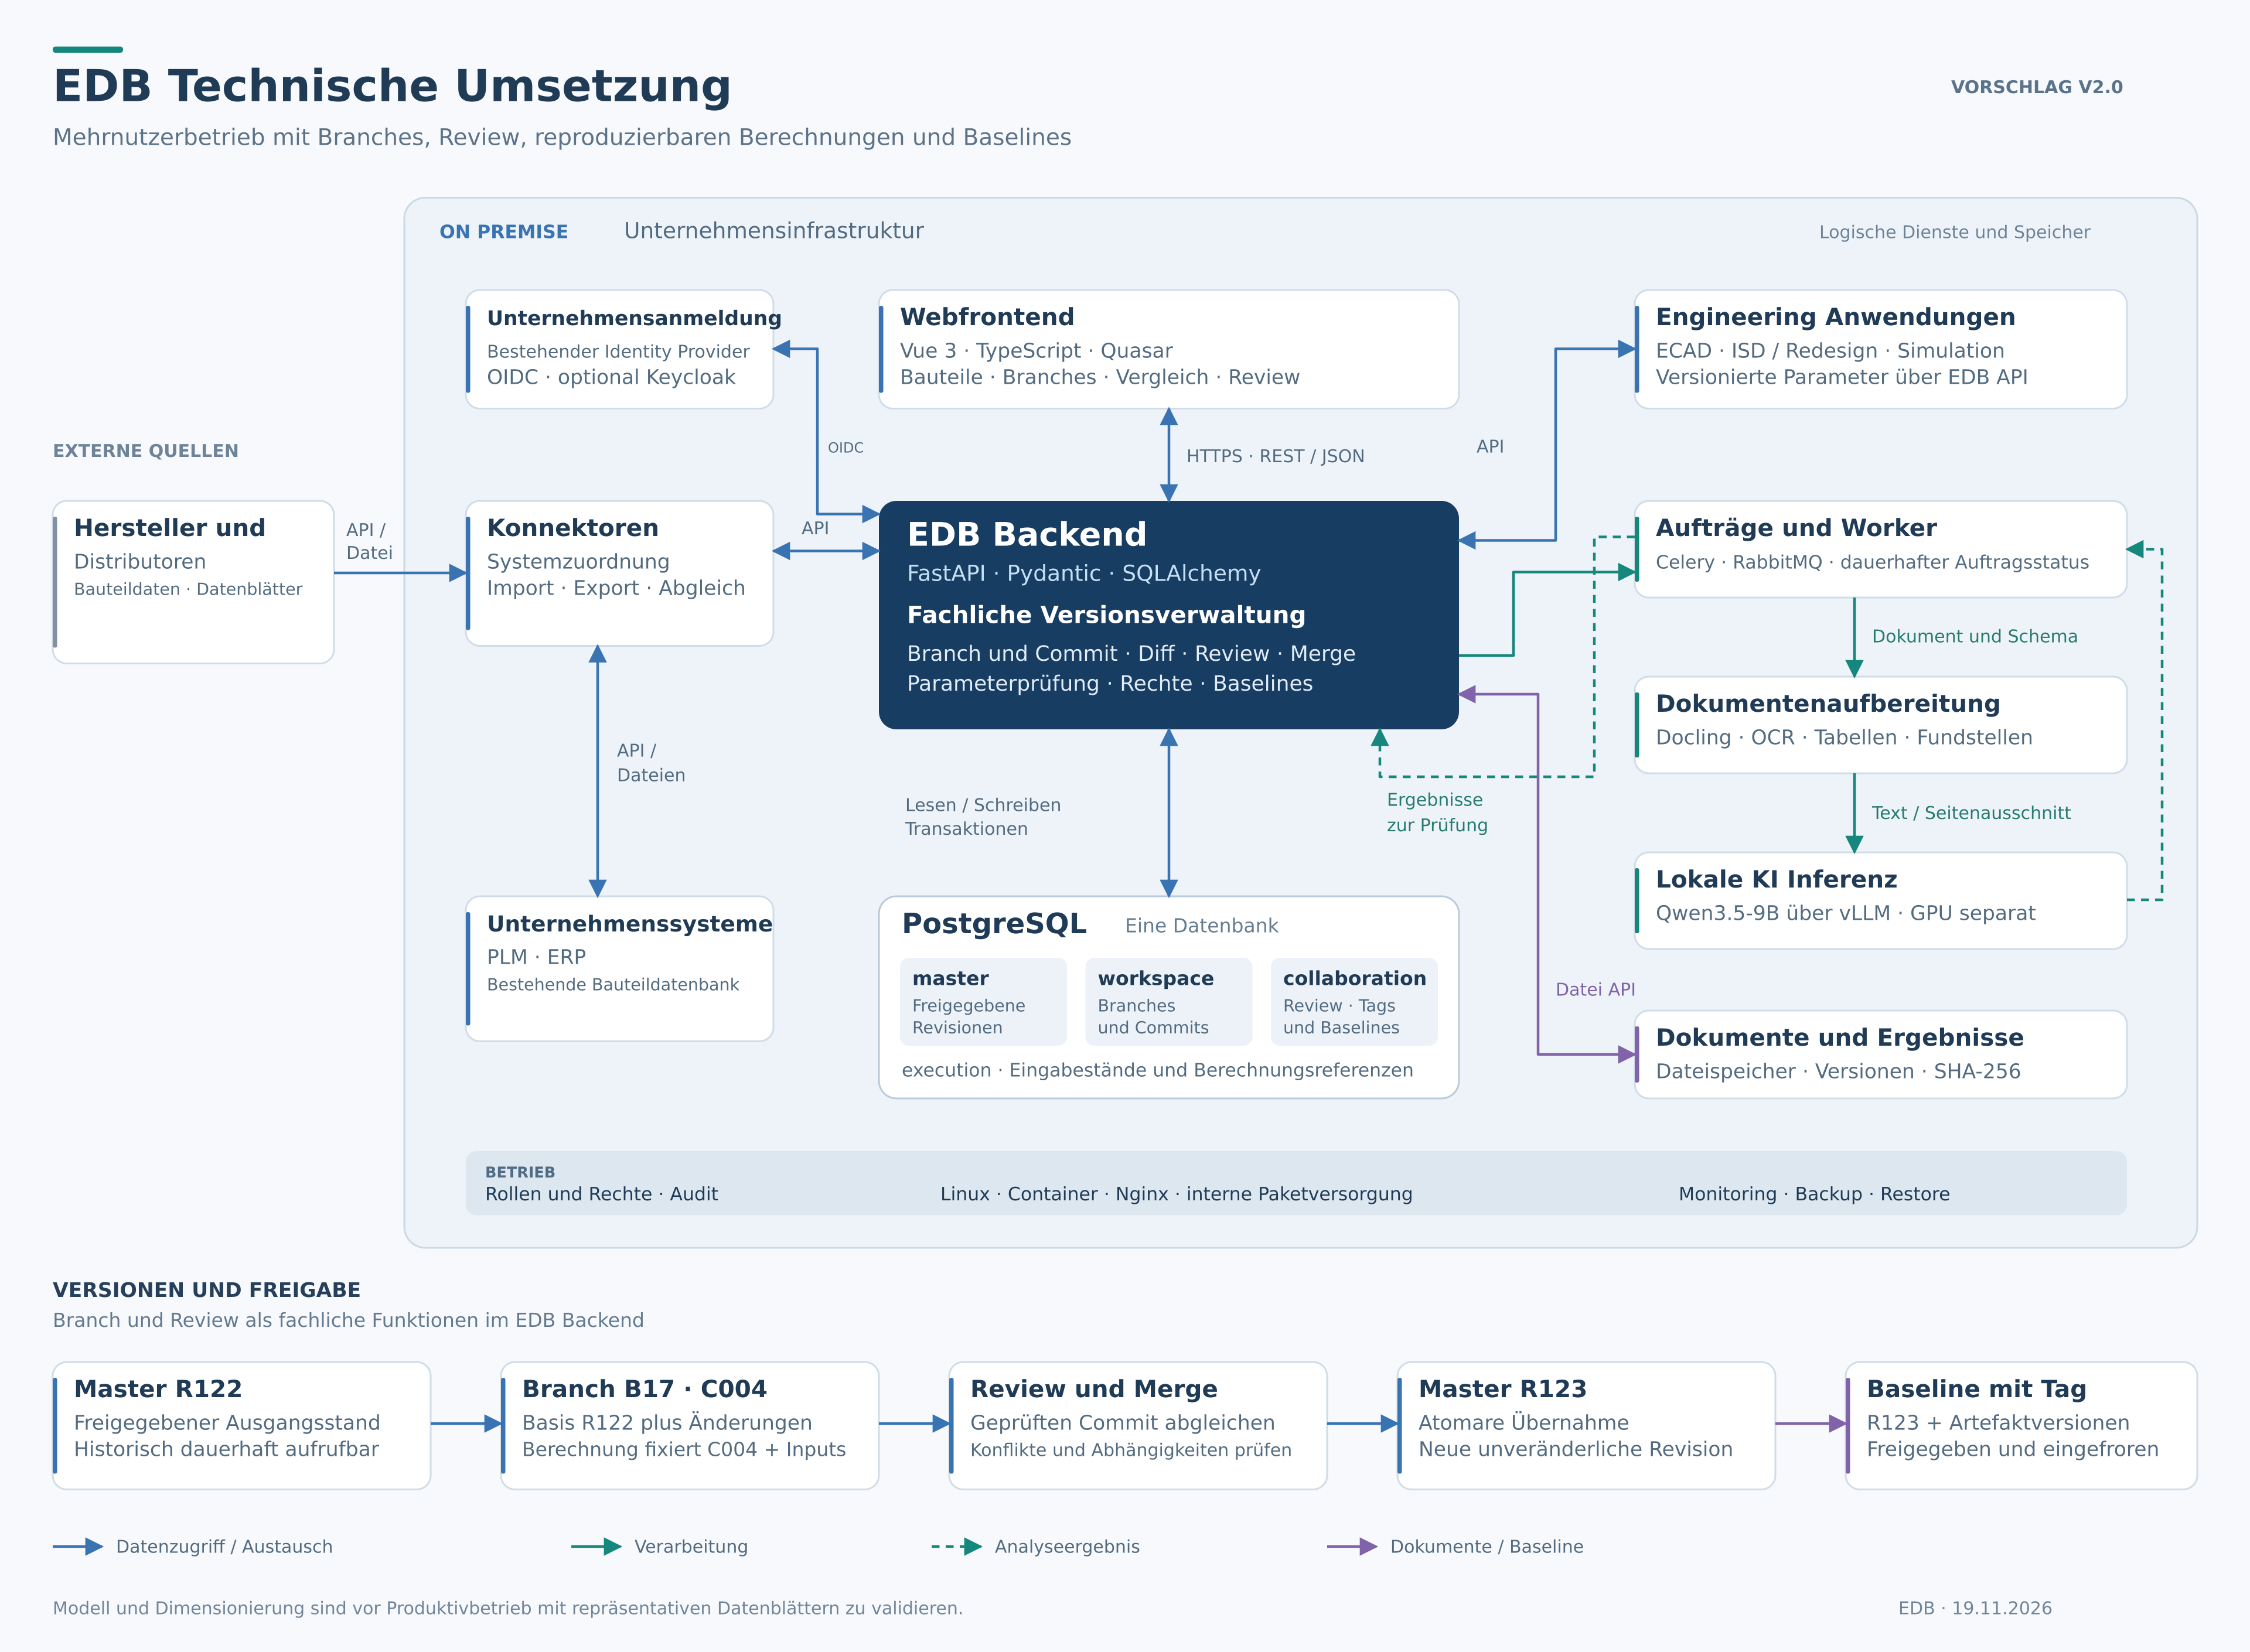 EDB Technische Umsetzung
VORSCHLAG V2.0
Mehrnutzerbetrieb mit Branches, Review, reproduzierbaren Berechnungen und Baselines
ON PREMISE
Unternehmensinfrastruktur
Logische Dienste und Speicher
Unternehmensanmeldung
Bestehender Identity Provider
OIDC · optional Keycloak
Webfrontend
Vue 3 · TypeScript · Quasar
Bauteile · Branches · Vergleich · Review
Engineering Anwendungen
ECAD · ISD / Redesign · Simulation
Versionierte Parameter über EDB API
OIDC
HTTPS · REST / JSON
API
EXTERNE QUELLEN
Hersteller und
Distributoren
Bauteildaten · Datenblätter
API /
Datei
Konnektoren
Systemzuordnung
Import · Export · Abgleich
API
EDB Backend
FastAPI · Pydantic · SQLAlchemy
Fachliche Versionsverwaltung
Branch und Commit · Diff · Review · Merge
Parameterprüfung · Rechte · Baselines
Aufträge und Worker
Celery · RabbitMQ · dauerhafter Auftragsstatus
Dokument und Schema
Dokumentenaufbereitung
Docling · OCR · Tabellen · Fundstellen
API /
Dateien
Lesen / Schreiben
Transaktionen
Ergebnisse
zur Prüfung
Text / Seitenausschnitt
Lokale KI Inferenz
Qwen3.5-9B über vLLM · GPU separat
Unternehmenssysteme
PLM · ERP
Bestehende Bauteildatenbank
PostgreSQL
Eine Datenbank
master
Freigegebene
Revisionen
workspace
Branches
und Commits
collaboration
Review · Tags
und Baselines
execution · Eingabestände und Berechnungsreferenzen
Datei API
Dokumente und Ergebnisse
Dateispeicher · Versionen · SHA-256
BETRIEB
Rollen und Rechte · Audit
Linux · Container · Nginx · interne Paketversorgung
Monitoring · Backup · Restore
VERSIONEN UND FREIGABE
Branch und Review als fachliche Funktionen im EDB Backend
Master R122
Freigegebener Ausgangsstand
Historisch dauerhaft aufrufbar
Branch B17 · C004
Basis R122 plus Änderungen
Berechnung fixiert C004 + Inputs
Review und Merge
Geprüften Commit abgleichen
Konflikte und Abhängigkeiten prüfen
Master R123
Atomare Übernahme
Neue unveränderliche Revision
Baseline mit Tag
R123 + Artefaktversionen
Freigegeben und eingefroren
Datenzugriff / Austausch
Verarbeitung
Analyseergebnis
Dokumente / Baseline
Modell und Dimensionierung sind vor Produktivbetrieb mit repräsentativen Datenblättern zu validieren.
EDB · 19.11.2026